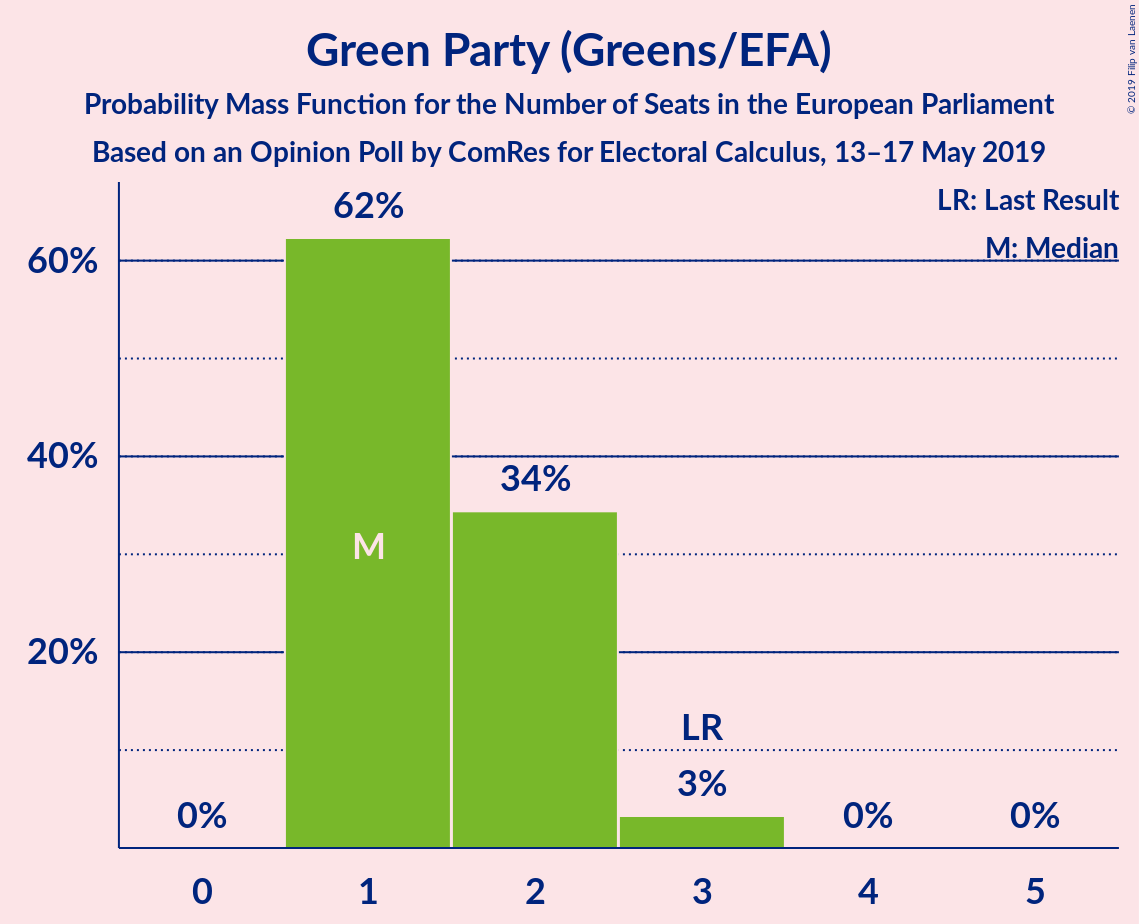 Green Party (Greens/EFA)
Probability Mass Function for the Number of Seats in the European Parliament
Based on an Opinion Poll by ComRes for Electoral Calculus, 13–17 May 2019
© 2019 Filip van Laenen
LR: Last Result
M: Median
60%
40%
20%
0%
62%
M
34%
LR
3%
0%
0%
0
1
2
3
4
5